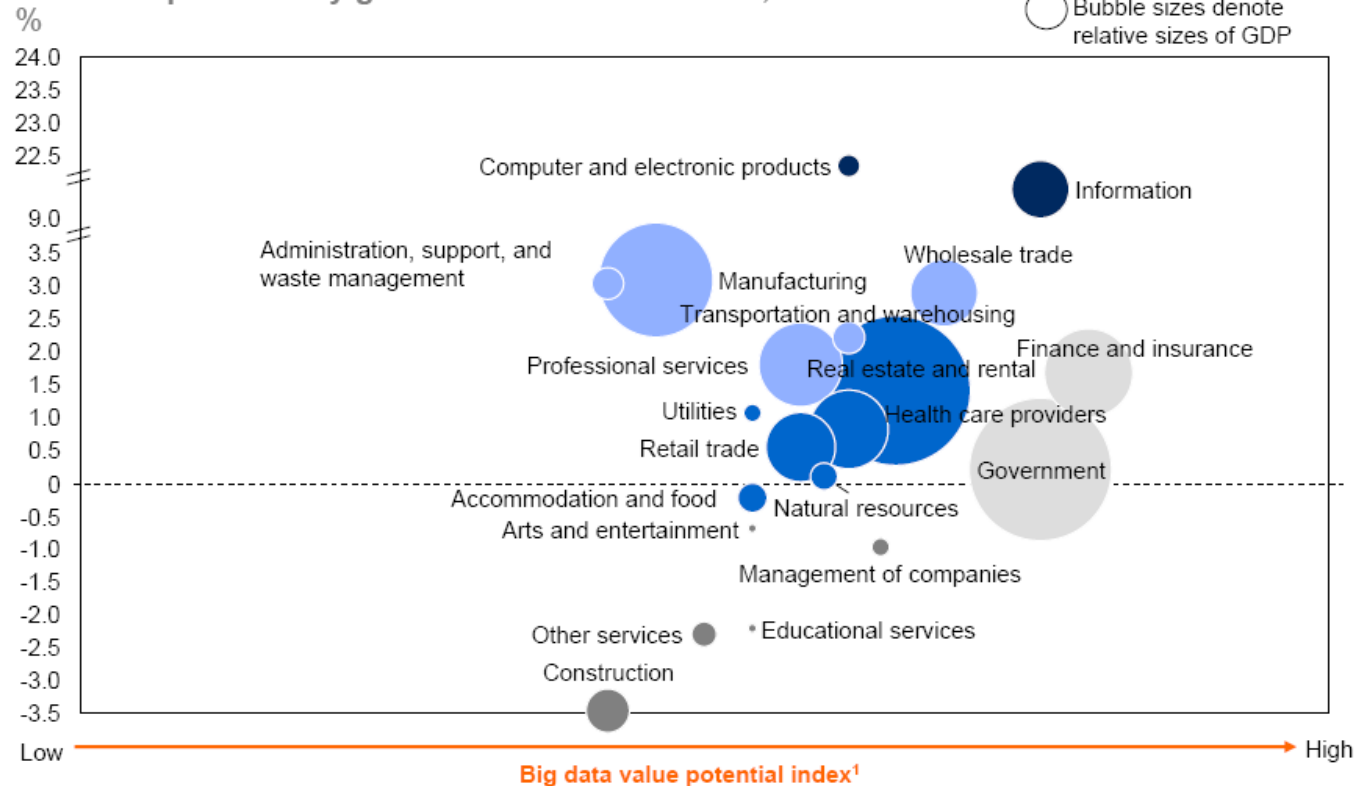 %
Bubble sizes denote
relative sizes of GDP
24.0
23.5
23.0
22.5
9.0
3.5
3.0
2.5
2.0
1.5
1.0
0.5
0
-0.5
-1.0
-1.5
-2.0
-2.5
-3.0
-3.5
Computer and electronic products
Information
Administration, support, and
waste management
Wholesale trade
Manufacturing
Transportation and warehousing
Finance and insurance
Professional services
Real estate and rental
Utilities
Health care providers
Retail trade
Government
Accommodation and food
Natural resources
Arts and entertainment
Management of companies
Other services
Educational services
Construction
Low
High
Big data value potential index¹